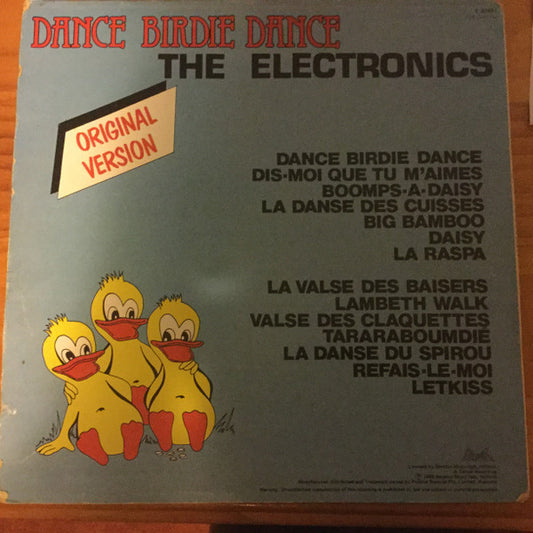 DANCE BIRDIE DANCE
THE ELECTRONICS
ORIGINAL
VERSION
DANCE BIRDIE DANCE
DIS-MOI QUE TU M'AIMES
BOOMPS-A-DAISY
LA DANSE DES CUISSES
BIG BAMBOO
DAISY
LA RASPA
LA VALSE DES BAISERS
LAMBETH WALK
VALSE DES CLAQUETTES
TARARABOUMDIÉ
LA DANSE DU SPIROU
REFAIS-LE-MOI
LETKISS